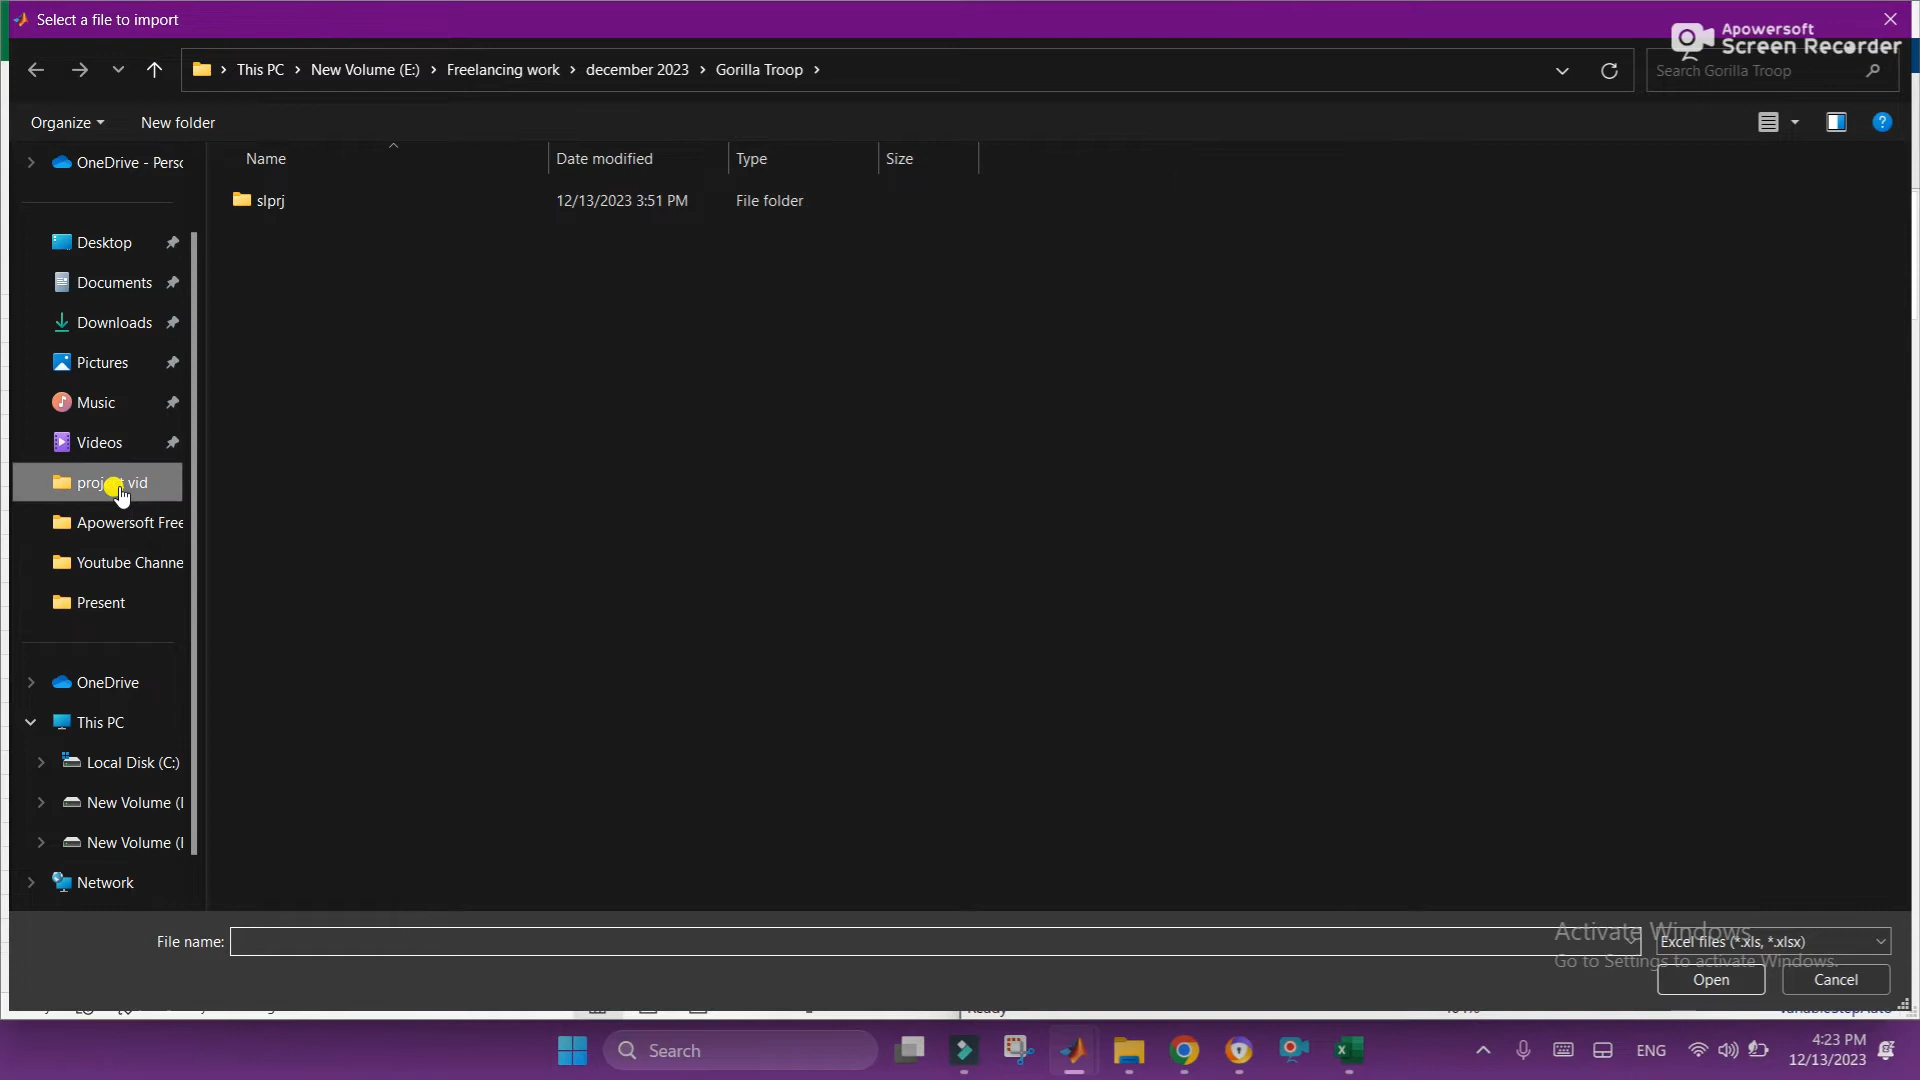 Select a file to import
Apowersoft
Screen Recorder
This PC > New Volume (E:) > Freelancing work > december 2023 > Gorilla Troop >
Search Gorilla Troop
Organize
New folder
OneDrive - Perso
Name
Date modified
Type
Size
slprj
12/13/2023 3:51 PM
File folder
Desktop
Documents
Downloads
Pictures
Music
Videos
vid
Apowersoft Free
Youtube Channe
Present
OneDrive
This PC
Local Disk (C:)
New Volume (
New Volume (
Network
File name:
Excel files (*.xls, *.xlsx)
Activate Windows
Go to Settings to activate Windows.
Open
Cancel
Search
ENG
4:23 PM
12/13/2023